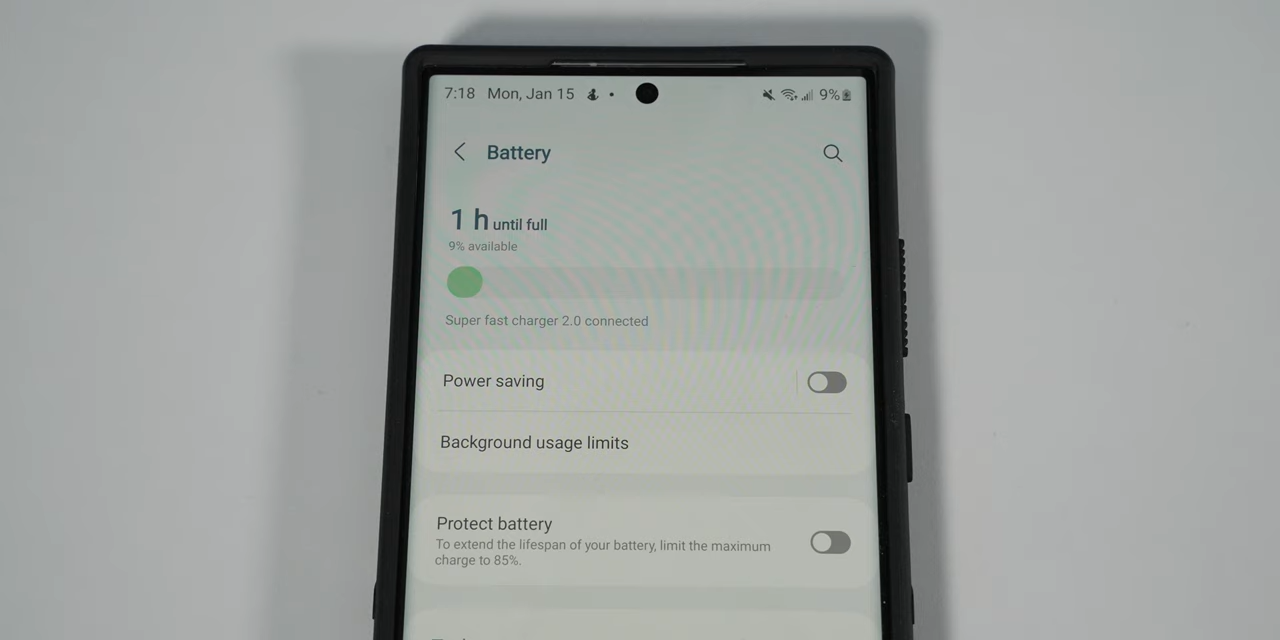 7:18 Mon, Jan 15 9%
Battery
1 h until full
9% available
Super fast charger 2.0 connected
Power saving
Background usage limits
Protect battery
To extend the lifespan of your battery, limit the maximum
charge to 85%.